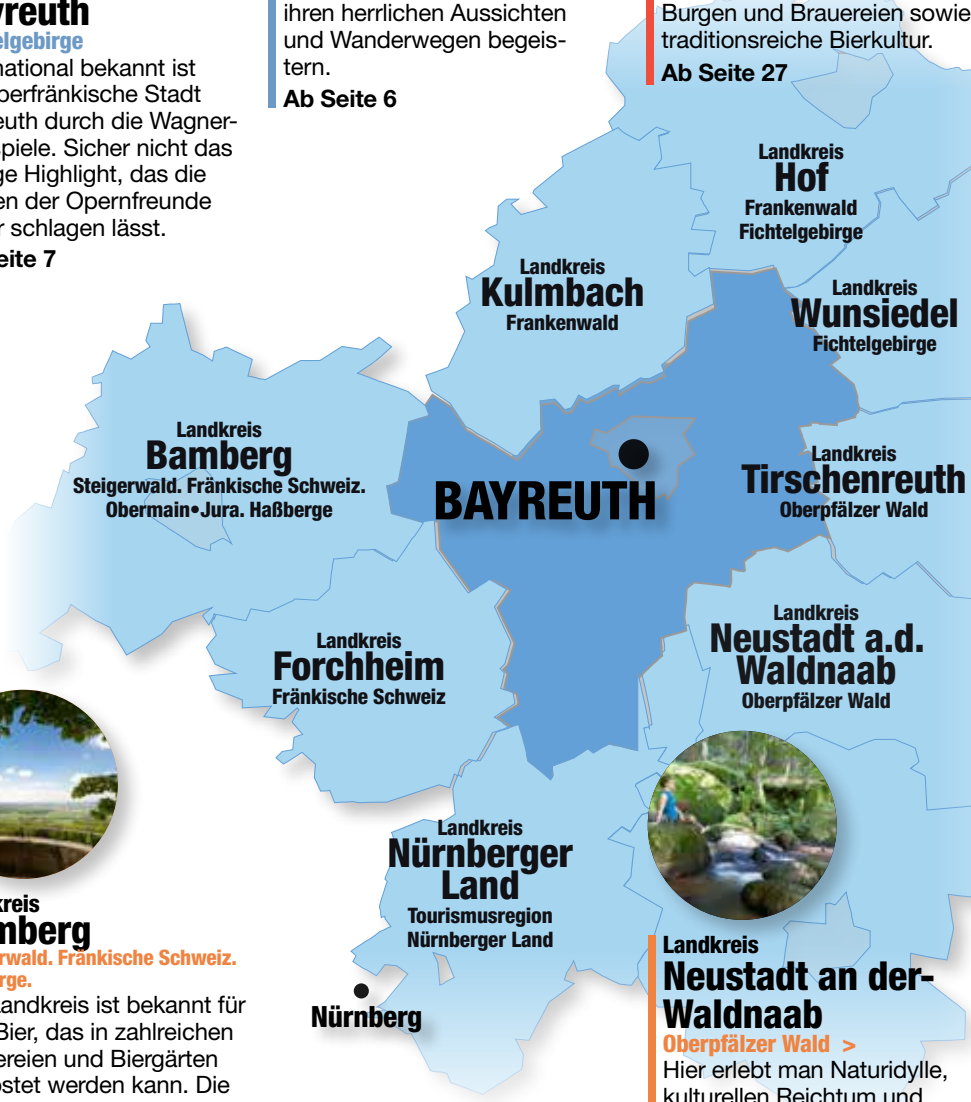 yreuth
elgebirge
national bekannt ist
berfränkische Stadt
euth durch die Wagner-
spiele. Sicher nicht das
ge Highlight, das die
en der Opernfreunde
r schlagen lässt.
eite 7
ihren herrlichen Aussichten
und Wanderwegen begeis-
tern.
Ab Seite 6
Burgen und Brauereien sowie
traditionsreiche Bierkultur.
Ab Seite 27
Landkreis
Hof
Frankenwald
Fichtelgebirge
Landkreis
Kulmbach
Frankenwald
Landkreis
Wunsiedel
Fichtelgebirge
Landkreis
Bamberg
Steigerwald. Fränkische Schweiz.
Obermain•Jura. Haßberge
BAYREUTH
Landkreis
Tirschenreuth
Oberpfälzer Wald
Landkreis
Forchheim
Fränkische Schweiz
Landkreis
Neustadt a.d.
Waldnaab
Oberpfälzer Wald
Landkreis
Nürnberger
Land
Tourismusregion
Nürnberger Land
Nürnberg
kreis
mberg
rwald. Fränkische Schweiz.
rge.
andkreis ist bekannt für
Bier, das in zahlreichen
ereien und Biergärten
ostet werden kann. Die
Landkreis
Neustadt an der-
Waldnaab
Oberpfälzer Wald >
Hier erlebt man Naturidylle,
kulturellen Reichtum und